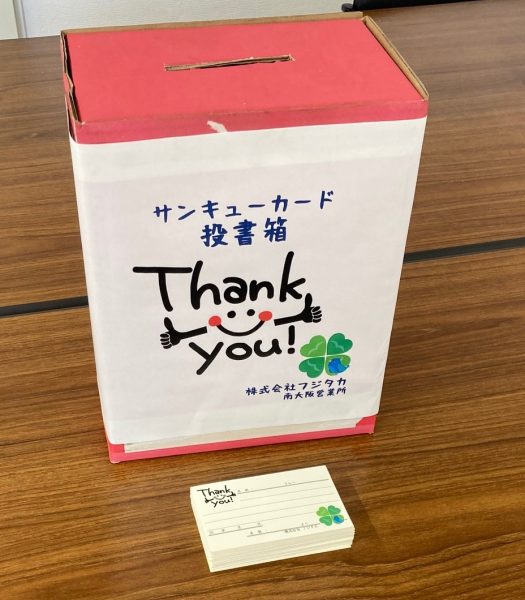 サンキューカード
投書箱
Thank
you!
株式会社フジタカ
南大阪営業所
Thank
you!